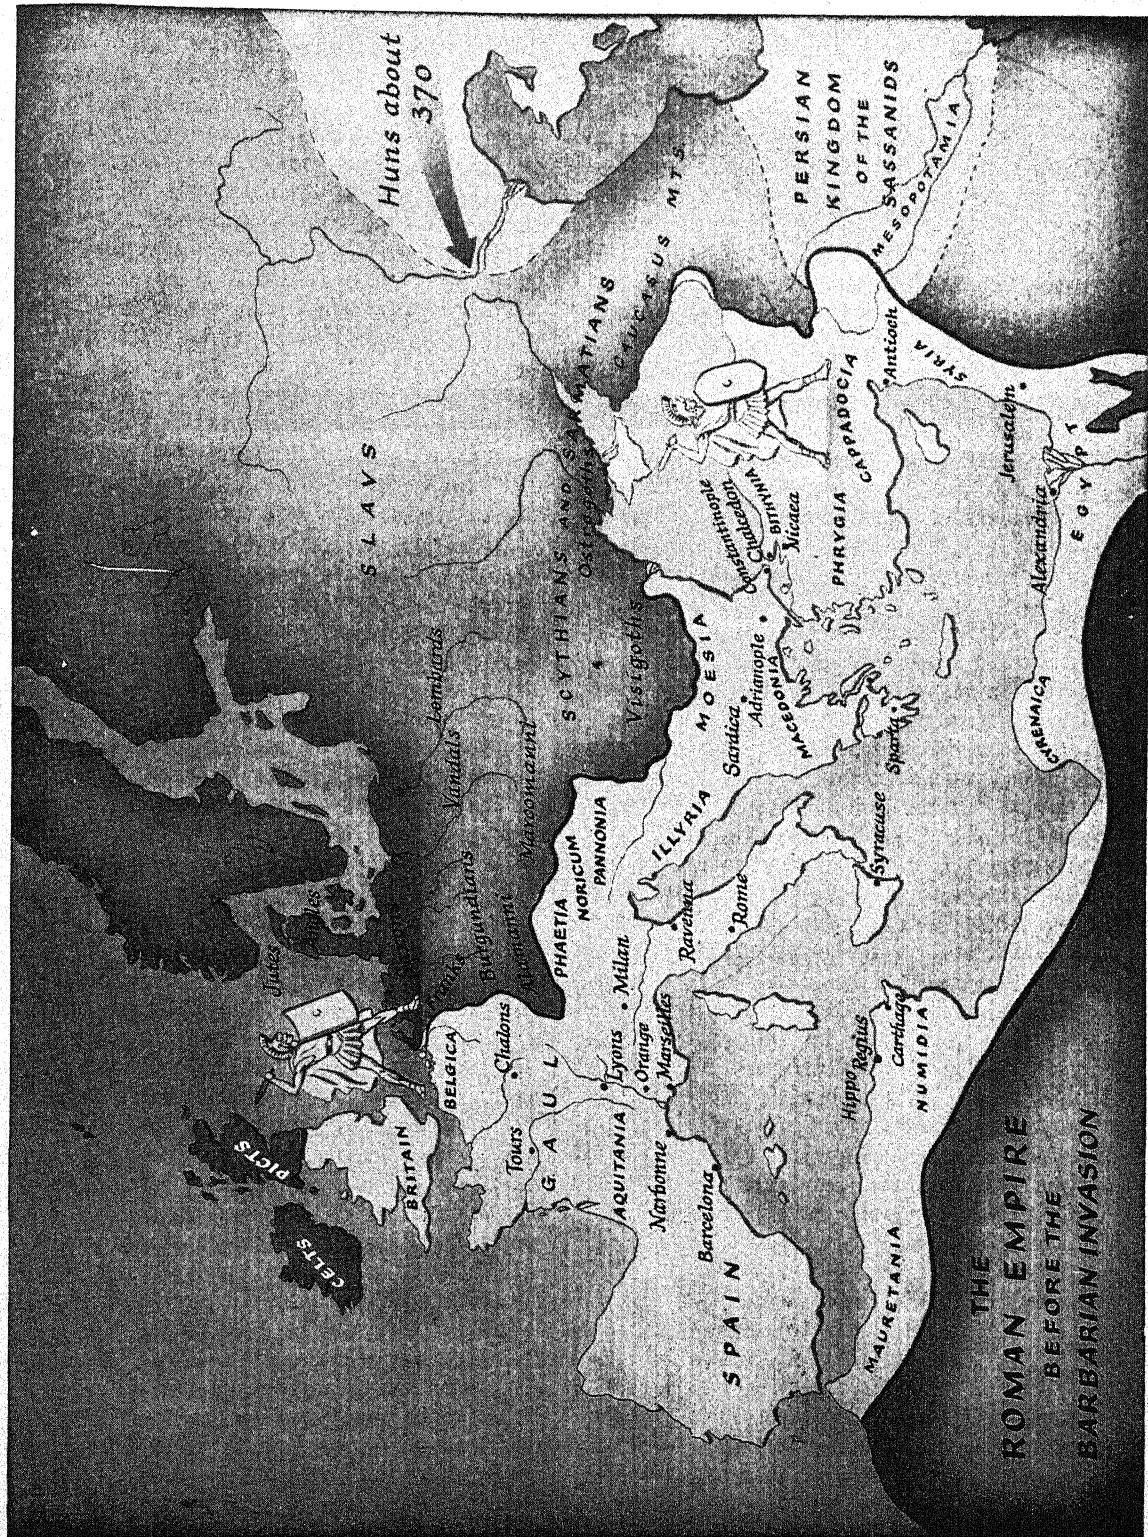 Huns about
370
PERSIAN
KINGDOM
OF THE
SASSANIDS
MESOPOTAMIA
SLAVS
CAUCASUS MTS.
SCYTHIANS AND SARMATIANS
Ostrogoths
Visigoths
Lombards
Vandals
Marcomanni
Burgundians
Alemanni
Franks
Jutes
Angles
PICTS
CELTS
BRITAIN
BELGICA
Chalons
Tours
GAUL
Lyons
Orange
Marseilles
AQUITANIA
Narbonne
Barcelona
SPAIN
PHAETIA
NORICUM
PANNONIA
Milan
Ravenna
Rome
ILLYRIA
Syracuse
MOESIA
Sardica
Adrianople
MACEDONIA
Sparta
Constantinople
Chalcedon
BITHYNIA
Nicaea
PHRYGIA
CAPPADOCIA
Antioch
SYRIA
Jerusalem
Alexandria
EGYPT
CYRENAICA
Hippo
Regius
Carthage
NUMIDIA
MAURETANIA
THE
ROMAN EMPIRE
BEFORE THE
BARBARIAN INVASION